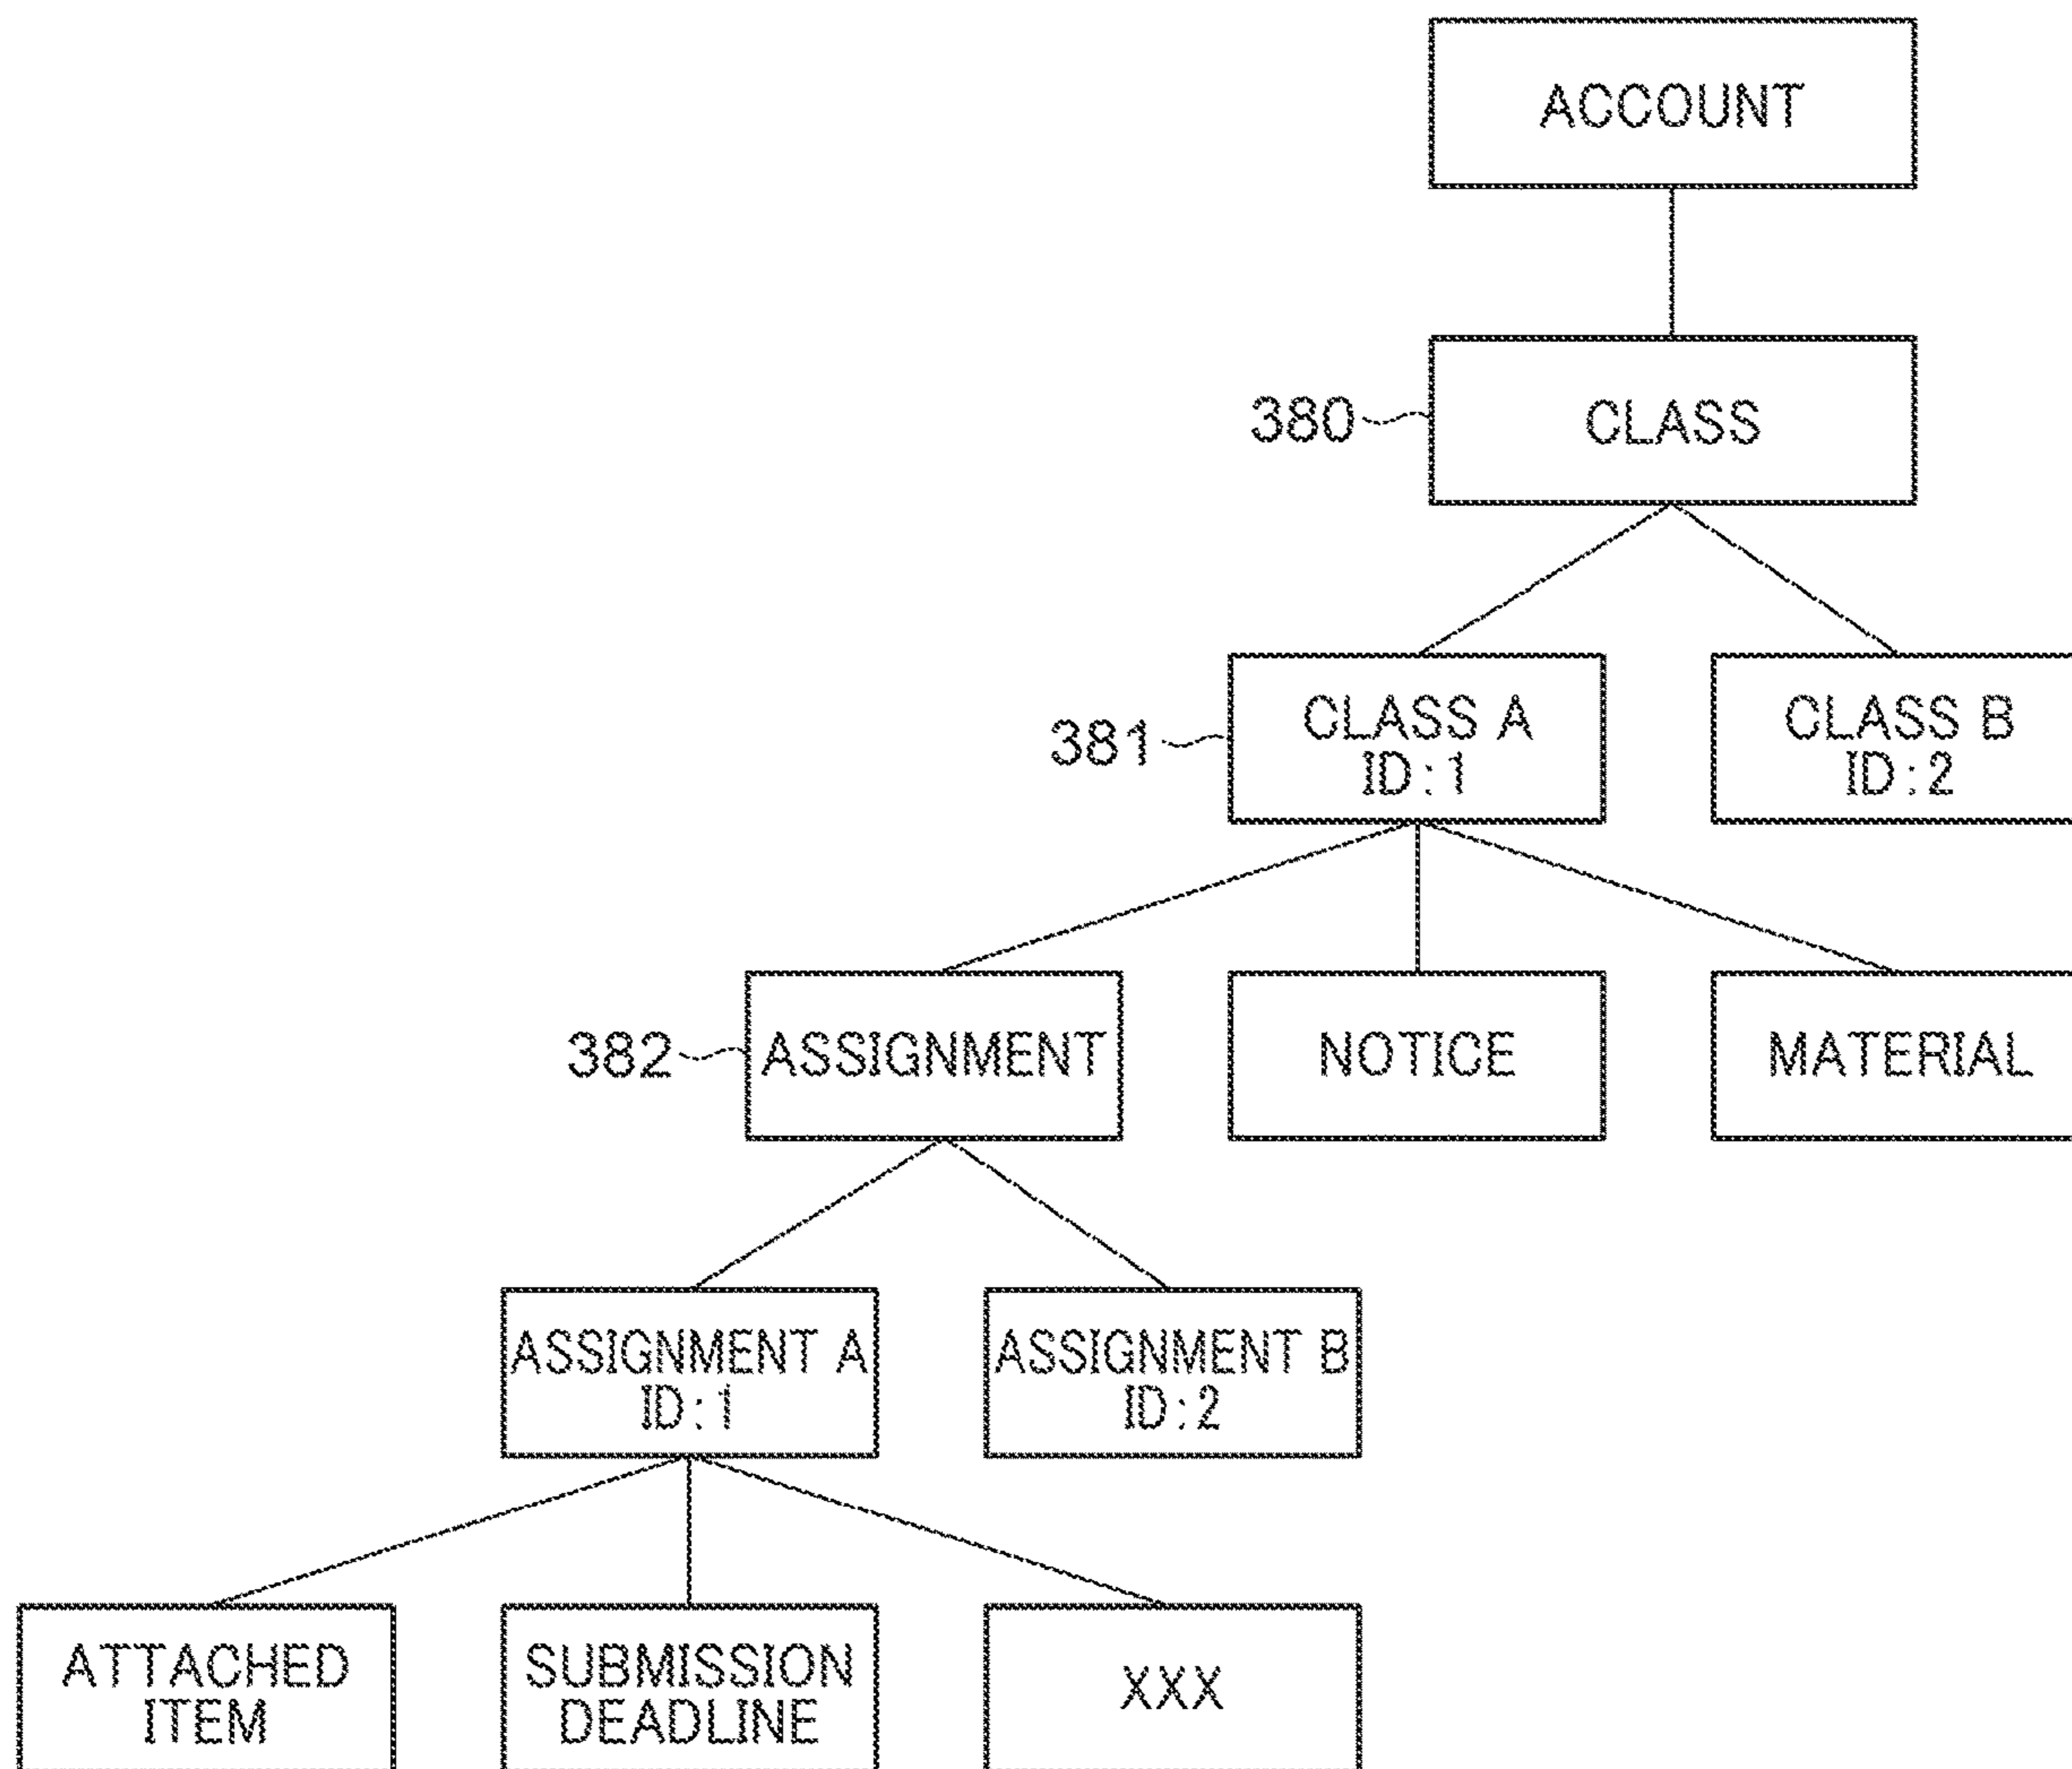 ACCOUNT
380
CLASS
381
CLASS A
ID:1
CLASS B
ID:2
382
ASSIGNMENT
NOTICE
MATERIAL
ASSIGNMENT A
ID:1
ASSIGNMENT B
ID:2
ATTACHED
ITEM
SUBMISSION
DEADLINE
XXX